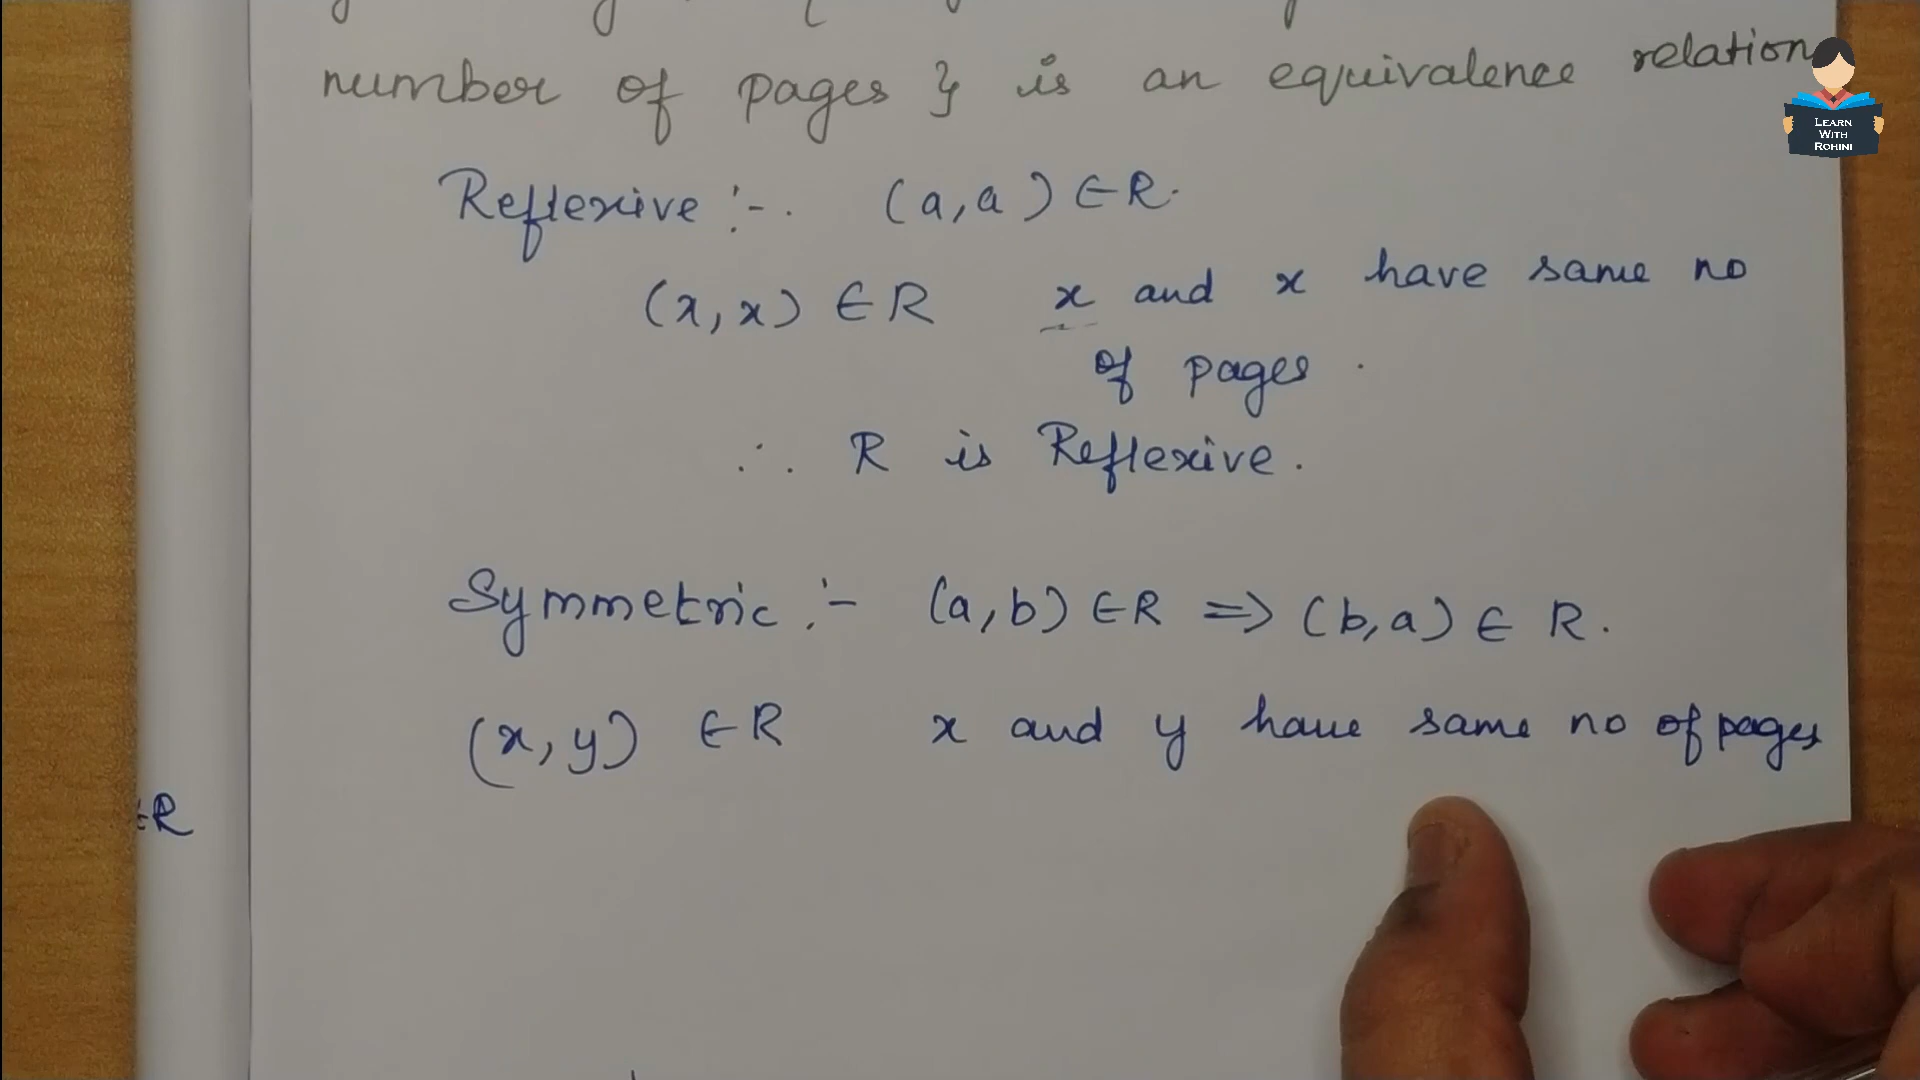 number of pages } is an equivalence relation
LEARN
WITH
ROHINI
Reflexive :- (a,a) ∈ R.
(x,x) ∈ R x and x have same no
of pages.
∴ R is Reflexive.
Symmetric :- (a,b) ∈ R => (b,a) ∈ R.
(x,y) ∈ R x and y have same no of pages
∈R